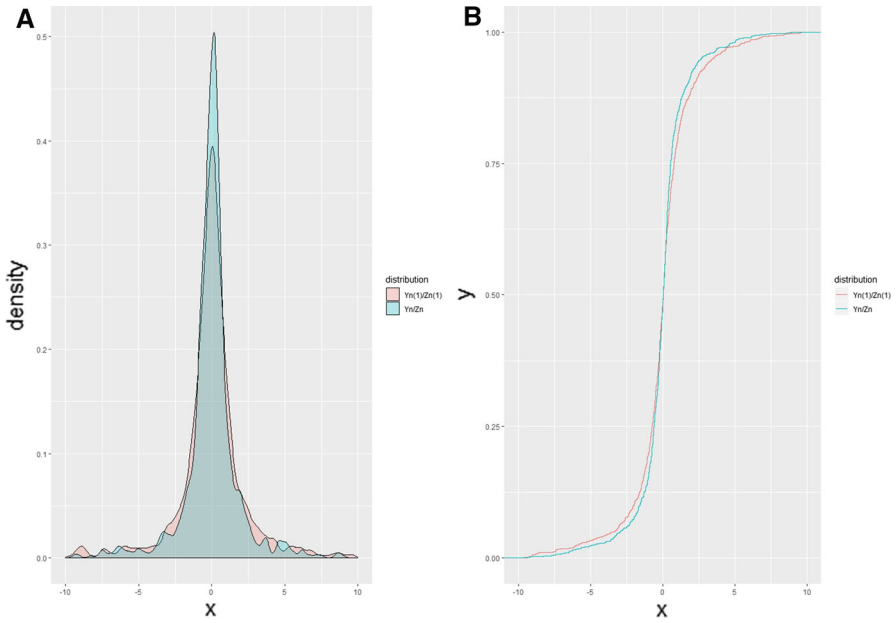 A
0.5
0.4
0.3
0.2
0.1
0.0
density
-10
-5
0
5
10
X
distribution
Yn(1)/Zn(1)
Yn/Zn
B
1.00
0.75
0.50
0.25
0.00
y
-10
-5
0
5
10
X
distribution
Yn(1)/Zn(1)
Yn/Zn